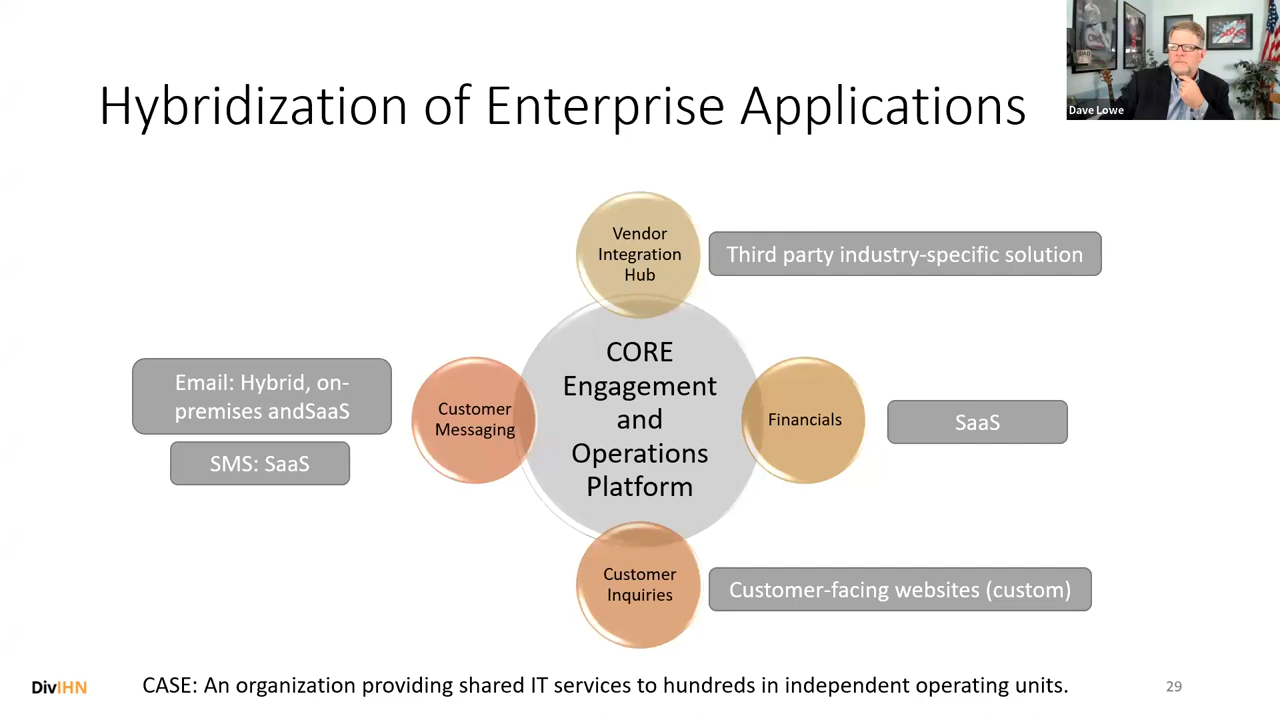 Hybridization of Enterprise Applications
Dave Lowe
Vendor
Integration
Hub
Third party industry-specific solution
CORE
Engagement
and
Operations
Platform
Email: Hybrid, on-
premises andSaaS
SMS: SaaS
Customer
Messaging
Financials
SaaS
Customer
Inquiries
Customer-facing websites (custom)
DivIHN
CASE: An organization providing shared IT services to hundreds in independent operating units.
29